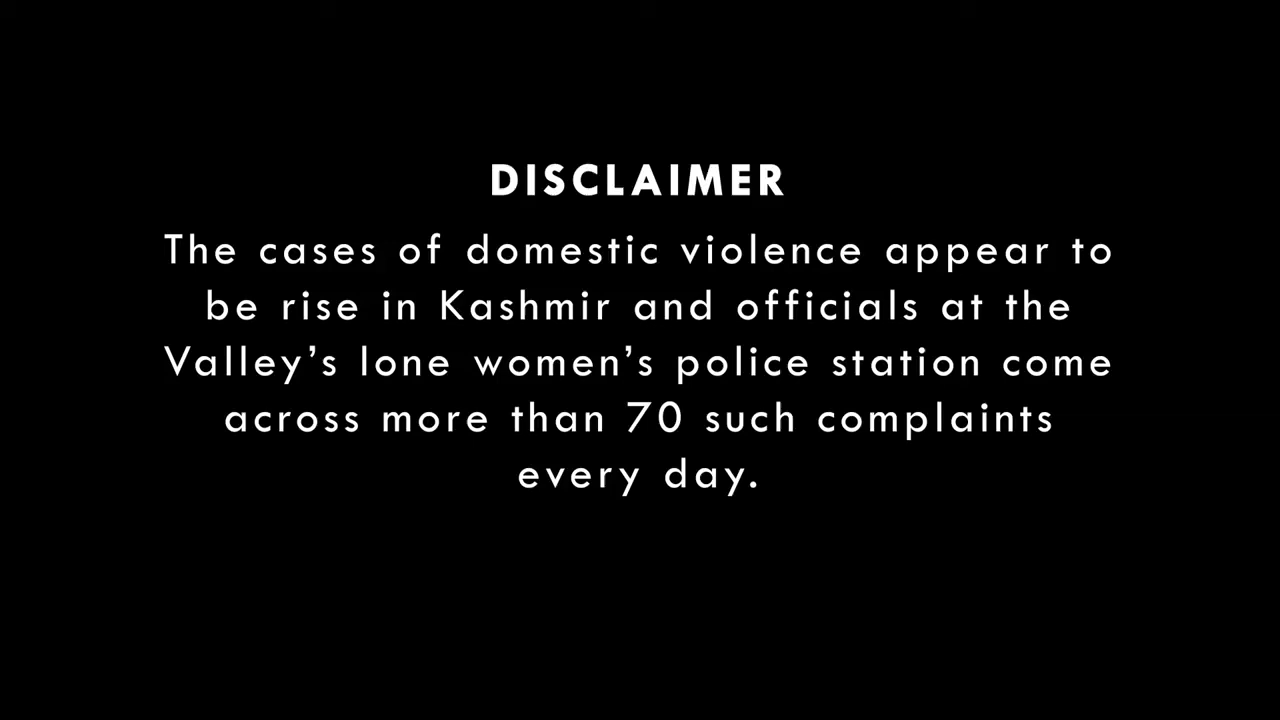 DISCLAIMER
The cases of domestic violence appear to
be rise in Kashmir and officials at the
Valley’s lone women’s police station come
across more than 70 such complaints
every day.